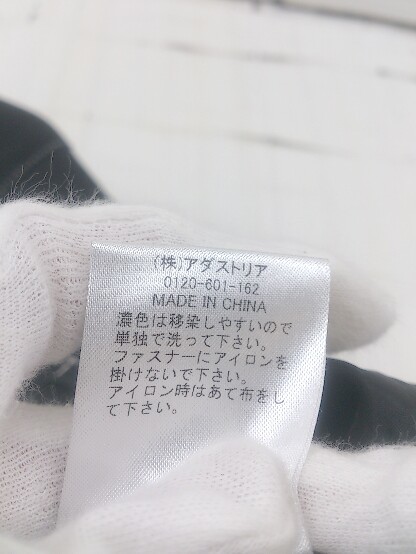 (株)アダストリア
0120-601-162
MADE IN CHINA
濃色は移染しやすいので
単独で洗って下さい。
ファスナーにアイロンを
掛けないで下さい。
アイロン時はあて布をし
て下さい。